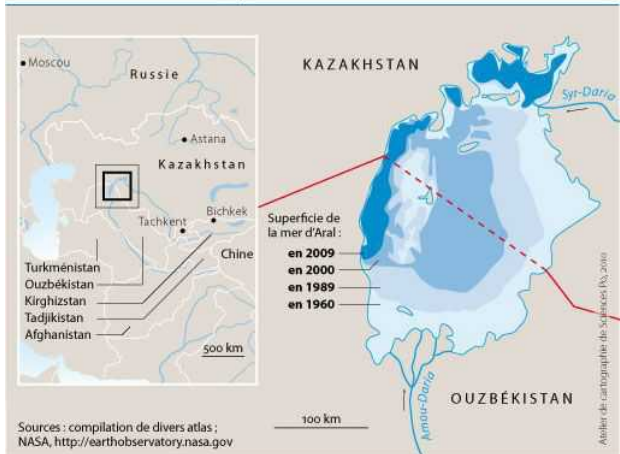 Moscou
Russie
Astana
Kazakhstan
Tachkent
Bichkek
Chine
Turkménistan
Ouzbékistan
Kirghizstan
Tadjikistan
Afghanistan
500 km
KAZAKHSTAN
Syr-Daria
Superficie de
la mer d'Aral :
en 2009
en 2000
en 1989
en 1960
Amou-Daria
OUZBÉKISTAN
100 km
Sources : compilation de divers atlas ;
NASA, http://earthobservatory.nasa.gov
Atelier de cartographie de Sciences Po, 2010